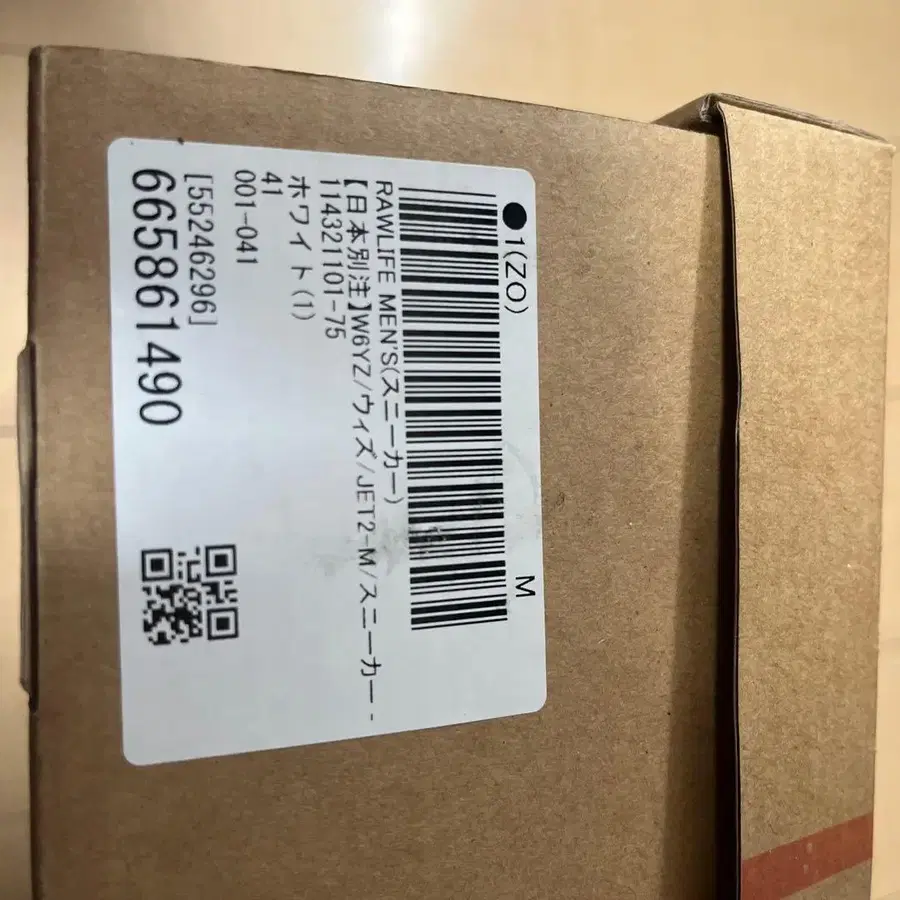 ●1(ZO) M
RAWLIFE MEN'S(スニーカー)
【日本別注】W6YZ/ウィズ/JET2-M/スニーカー -
114321101-75
ホワイト(1)
41
001-041
[55246296]
665861490